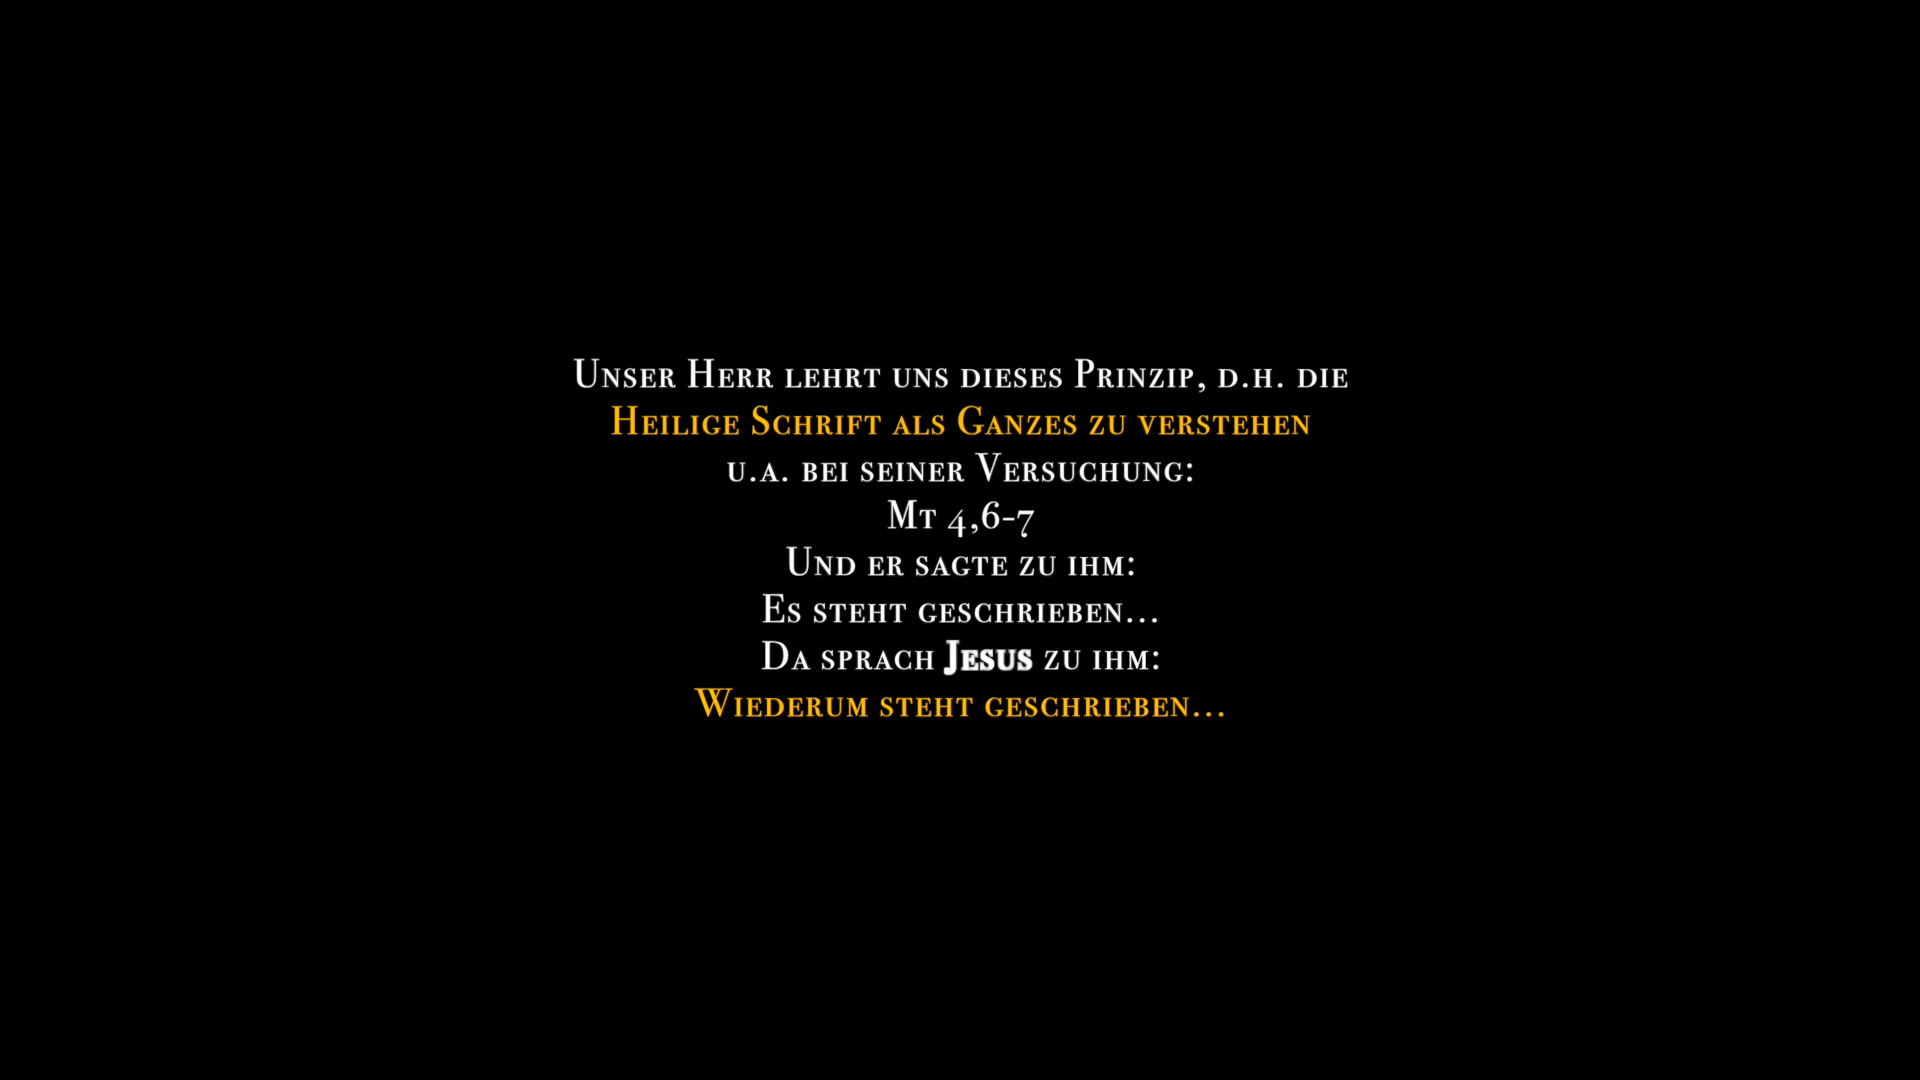 Unser Herr lehrt uns dieses Prinzip, d.h. die
Heilige Schrift als Ganzes zu verstehen
u.a. bei seiner Versuchung:
Mt 4,6-7
Und er sagte zu ihm:
Es steht geschrieben...
Da sprach Jesus zu ihm:
Wiederum steht geschrieben...